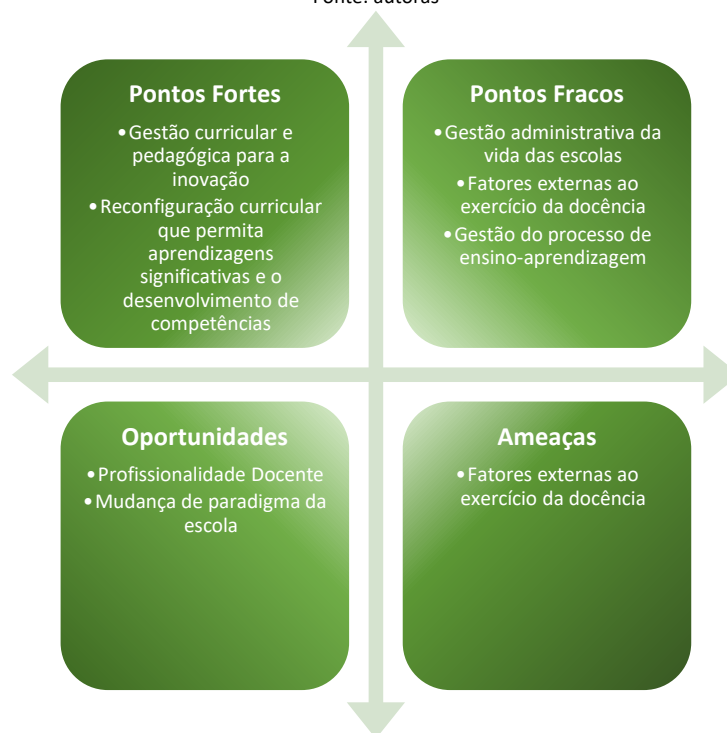 Fonte: autoras
Pontos Fortes
•Gestão curricular e
pedagógica para a
inovação
•Reconfiguração curricular
que permita
aprendizagens
significativas e o
desenvolvimento de
competências
Pontos Fracos
•Gestão administrativa da
vida das escolas
•Fatores externas ao
exercício da docência
•Gestão do processo de
ensino-aprendizagem
Oportunidades
•Profissionalidade Docente
•Mudança de paradigma da
escola
Ameaças
•Fatores externas ao
exercício da docência